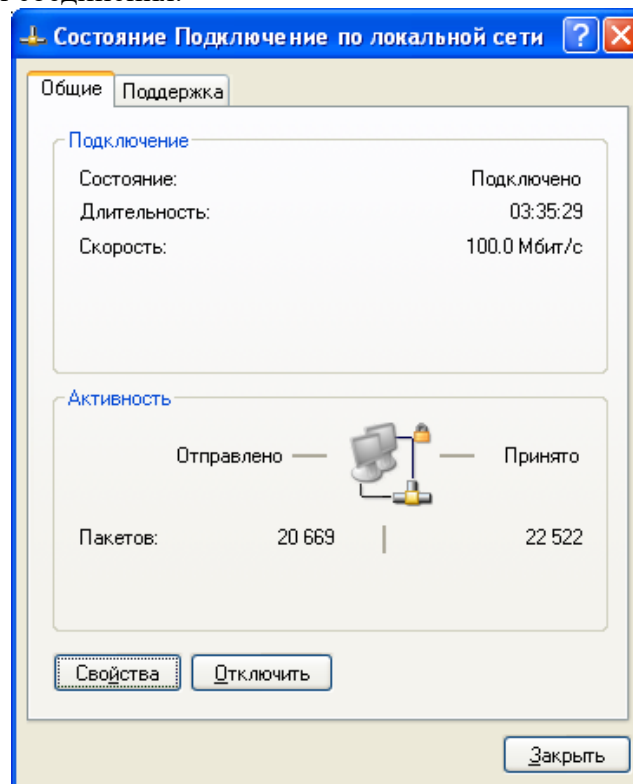 Состояние Подключение по локальной сети
Общие Поддержка
Подключение
Состояние: Подключено
Длительность: 03:35:29
Скорость: 100.0 Мбит/с
Активность
Отправлено — — Принято
Пакетов: 20 669 | 22 522
Свойства Отключить
Закрыть